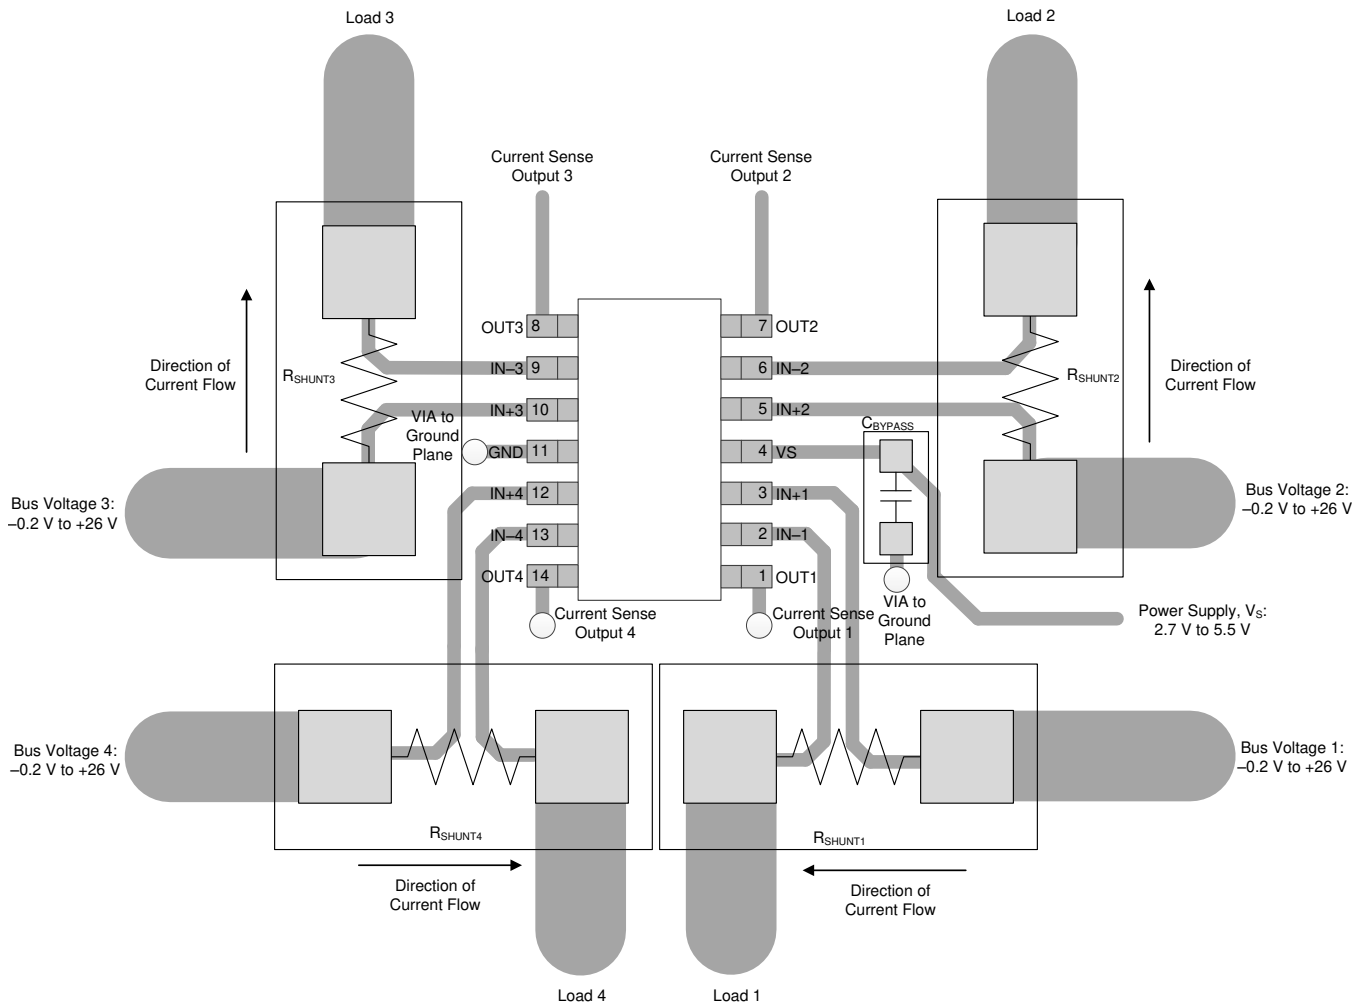 Load 3
Load 2
Current Sense
Output 3
Current Sense
Output 2
OUT3 8
7 OUT2
IN–3 9
6 IN–2
Direction of
Current Flow
RSHUNT3
RSHUNT2
Direction of
Current Flow
IN+3 10
5 IN+2
VIA to
Ground
Plane
CBYPASS
GND 11
4 VS
Bus Voltage 3:
–0.2 V to +26 V
IN+4 12
3 IN+1
Bus Voltage 2:
–0.2 V to +26 V
IN–4 13
2 IN–1
OUT4 14
1 OUT1
Current Sense
Output 4
Current Sense
Output 1
VIA to
Ground
Plane
Power Supply, VS:
2.7 V to 5.5 V
Bus Voltage 4:
–0.2 V to +26 V
Bus Voltage 1:
–0.2 V to +26 V
RSHUNT4
RSHUNT1
Direction of
Current Flow
Direction of
Current Flow
Load 4
Load 1